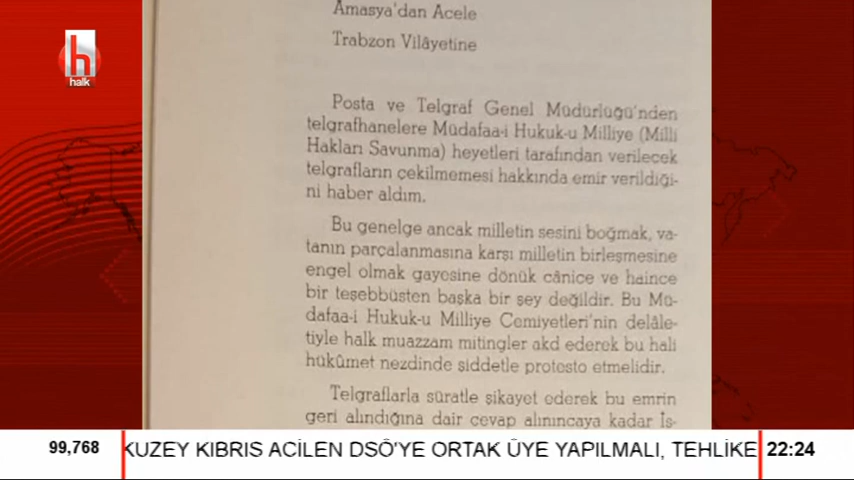 h
halk
Amasya'dan Acele
Trabzon Vilâyetine
Posta ve Telgraf Genel Müdürlüğü'nden
telgrafhanelere Müdafaa-i Hukuk-u Milliye (Milli
Hakları Savunma) heyetleri tarafından verilecek
telgrafların çekilmemesi hakkında emir verildiği-
ni haber aldım.
Bu genelge ancak milletin sesini boğmak, va-
tanın parçalanmasına karşı milletin birleşmesine
engel olmak gayesine dönük cânice ve haince
bir teşebbüsten başka bir şey değildir. Bu Mü-
dafaa-i Hukuk-u Milliye Cemiyetleri'nin delâle-
tiyle halk muazzam mitingler akd ederek bu hali
hükûmet nezdinde şiddetle protesto etmelidir.
Telgraflarla süratle şikayet ederek bu emrin
geri alındığına dair cevap alınıncaya kadar İs-
99,768 KUZEY KIBRIS ACİLEN DSÖ'YE ORTAK ÜYE YAPILMALI, TEHLİKE 22:24